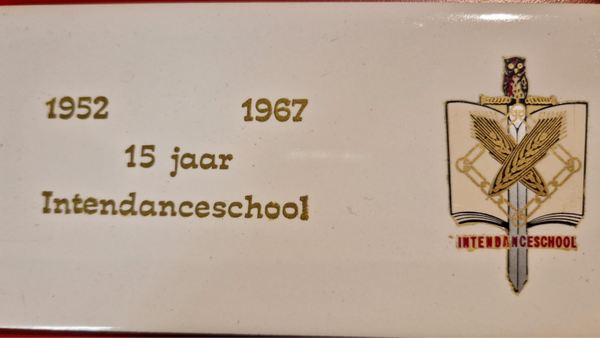 1952 1967
15 jaar
Intendanceschool
INTENDANCESCHOOL